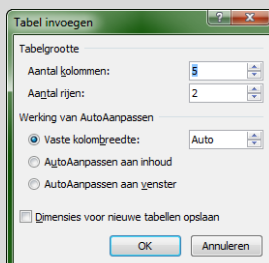 Tabel invoegen
Tabelgrootte
Aantal kolommen: 5
Aantal rijen: 2
Werking van AutoAanpassen
Vaste kolombreedte: Auto
AutoAanpassen aan inhoud
AutoAanpassen aan venster
Dimensies voor nieuwe tabellen opslaan
OK Annuleren